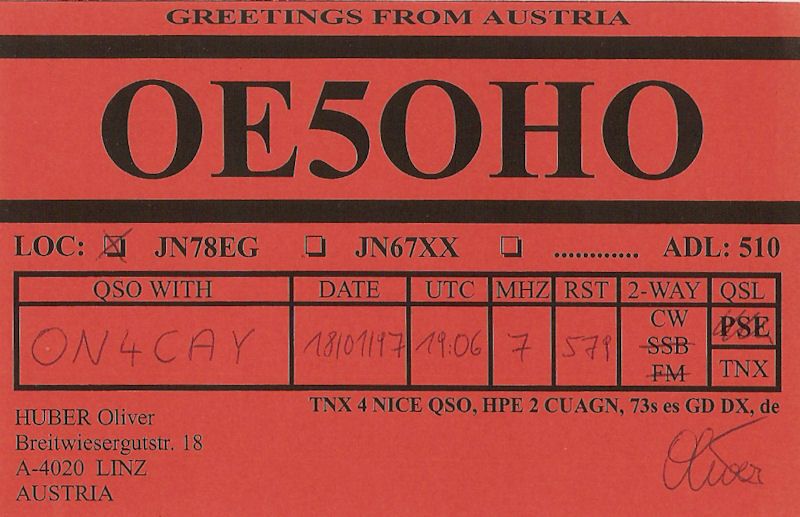 GREETINGS FROM AUSTRIA
OE5OHO
LOC: JN78EG JN67XX ............. ADL: 510
QSO WITH DATE UTC MHZ RST 2-WAY QSL
ON4CAY 18/01/97 19:06 7 579 CW SSB FM PSE TNX
TNX 4 NICE QSO, HPE 2 CUAGN, 73s es GD DX, de
HUBER Oliver
Breitwiesergutstr. 18
A-4020 LINZ
AUSTRIA
Oliver